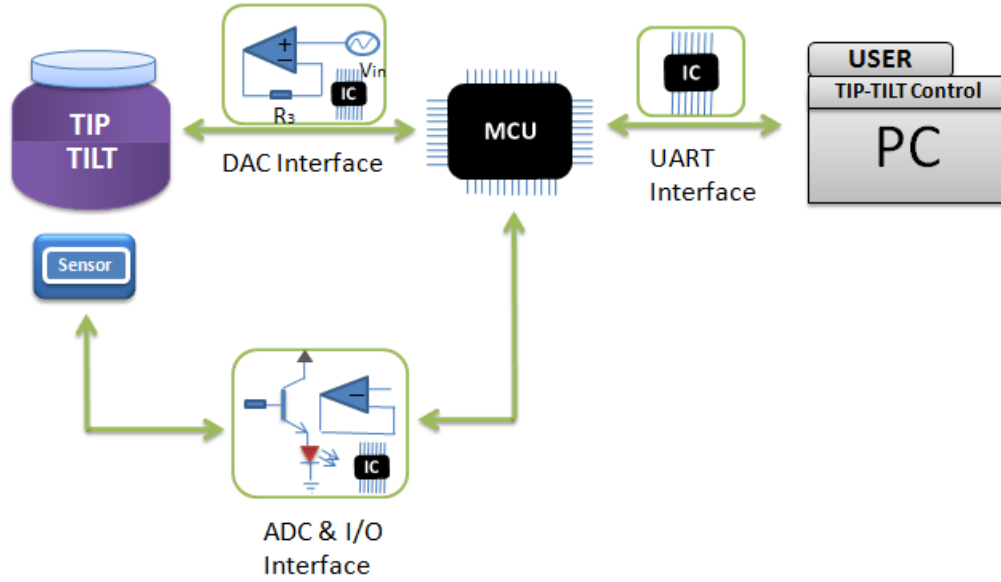 TIP
TILT
+
−
Vin
IC
R3
DAC Interface
MCU
IC
UART
Interface
USER
TIP-TILT Control
PC
Sensor
−
IC
ADC & I/O
Interface